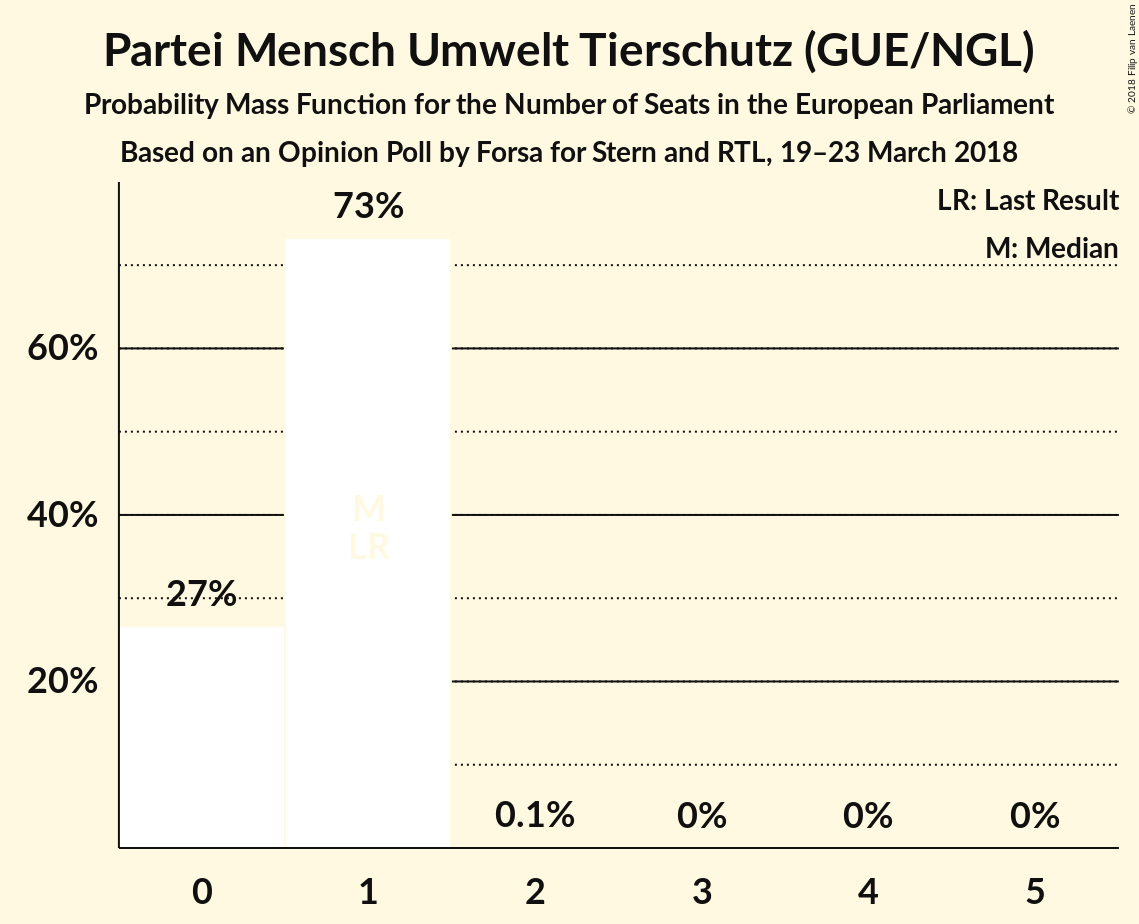 Partei Mensch Umwelt Tierschutz (GUE/NGL)
Probability Mass Function for the Number of Seats in the European Parliament
Based on an Opinion Poll by Forsa for Stern and RTL, 19–23 March 2018
© 2018 Filip van Laenen
LR: Last Result
M: Median
73%
60%
40%
20%
27%
M
LR
0.1%
0%
0%
0%
0
1
2
3
4
5